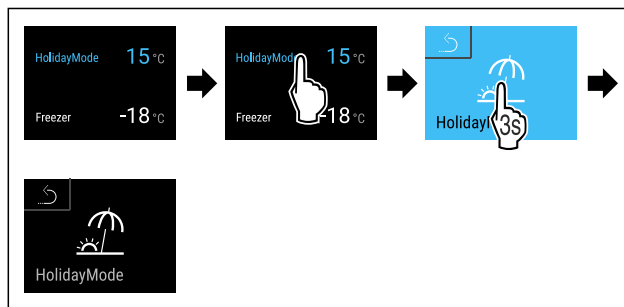 HolidayMode 15 °C
Freezer -18 °C
HolidayMod 15 °C
Freezer 18 °C
Holiday
3s
HolidayMode